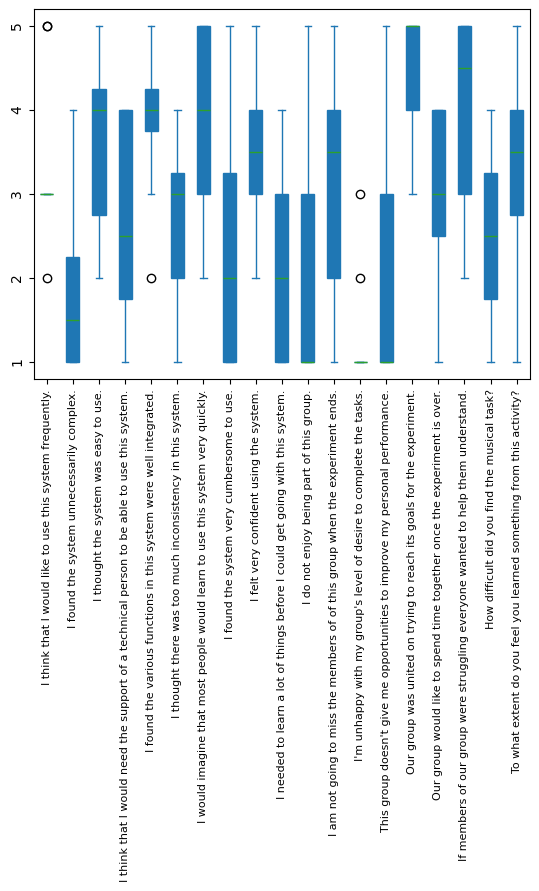 5
4
3
2
1
I think that I would like to use this system frequently.
I found the system unnecessarily complex.
I thought the system was easy to use.
I think that I would need the support of a technical person to be able to use this system.
I found the various functions in this system were well integrated.
I thought there was too much inconsistency in this system.
I would imagine that most people would learn to use this system very quickly.
I found the system very cumbersome to use.
I felt very confident using the system.
I needed to learn a lot of things before I could get going with this system.
I do not enjoy being part of this group.
I am not going to miss the members of of this group when the experiment ends.
I'm unhappy with my group's level of desire to complete the tasks.
This group doesn't give me opportunities to improve my personal performance.
Our group was united on trying to reach its goals for the experiment.
Our group would like to spend time together once the experiment is over.
If members of our group were struggling everyone wanted to help them understand.
How difficult did you find the musical task?
To what extent do you feel you learned something from this activity?